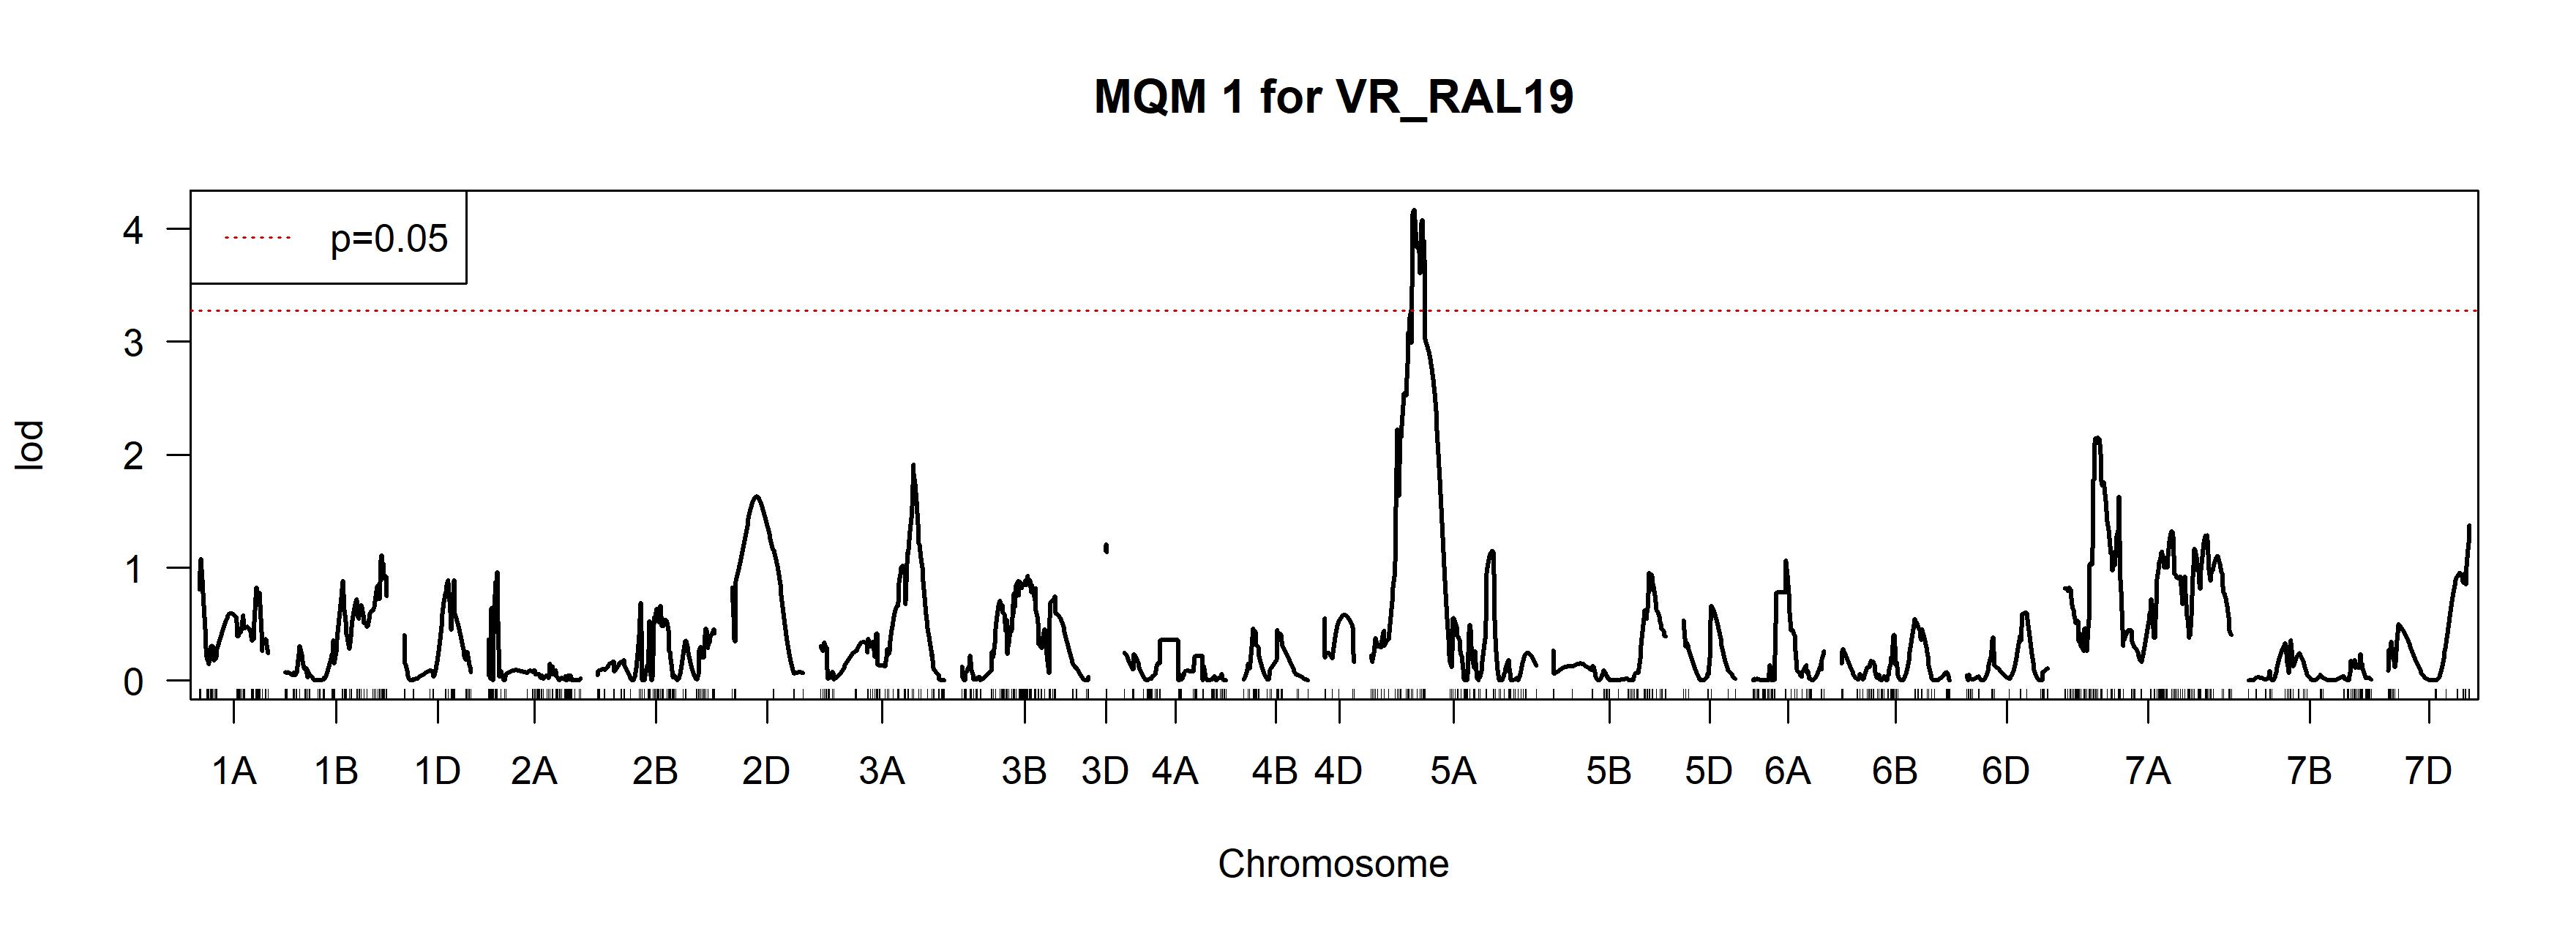 MQM 1 for VR_RAL19
p=0.05
4
3
2
1
0
lod
1A 1B 1D 2A 2B 2D 3A 3B 3D 4A 4B 4D 5A 5B 5D 6A 6B 6D 7A 7B 7D
Chromosome